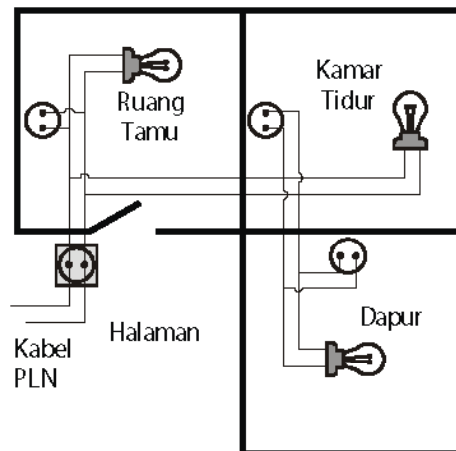 Ruang
Tamu
Kamar
Tidur
Halaman
Dapur
Kabel
PLN